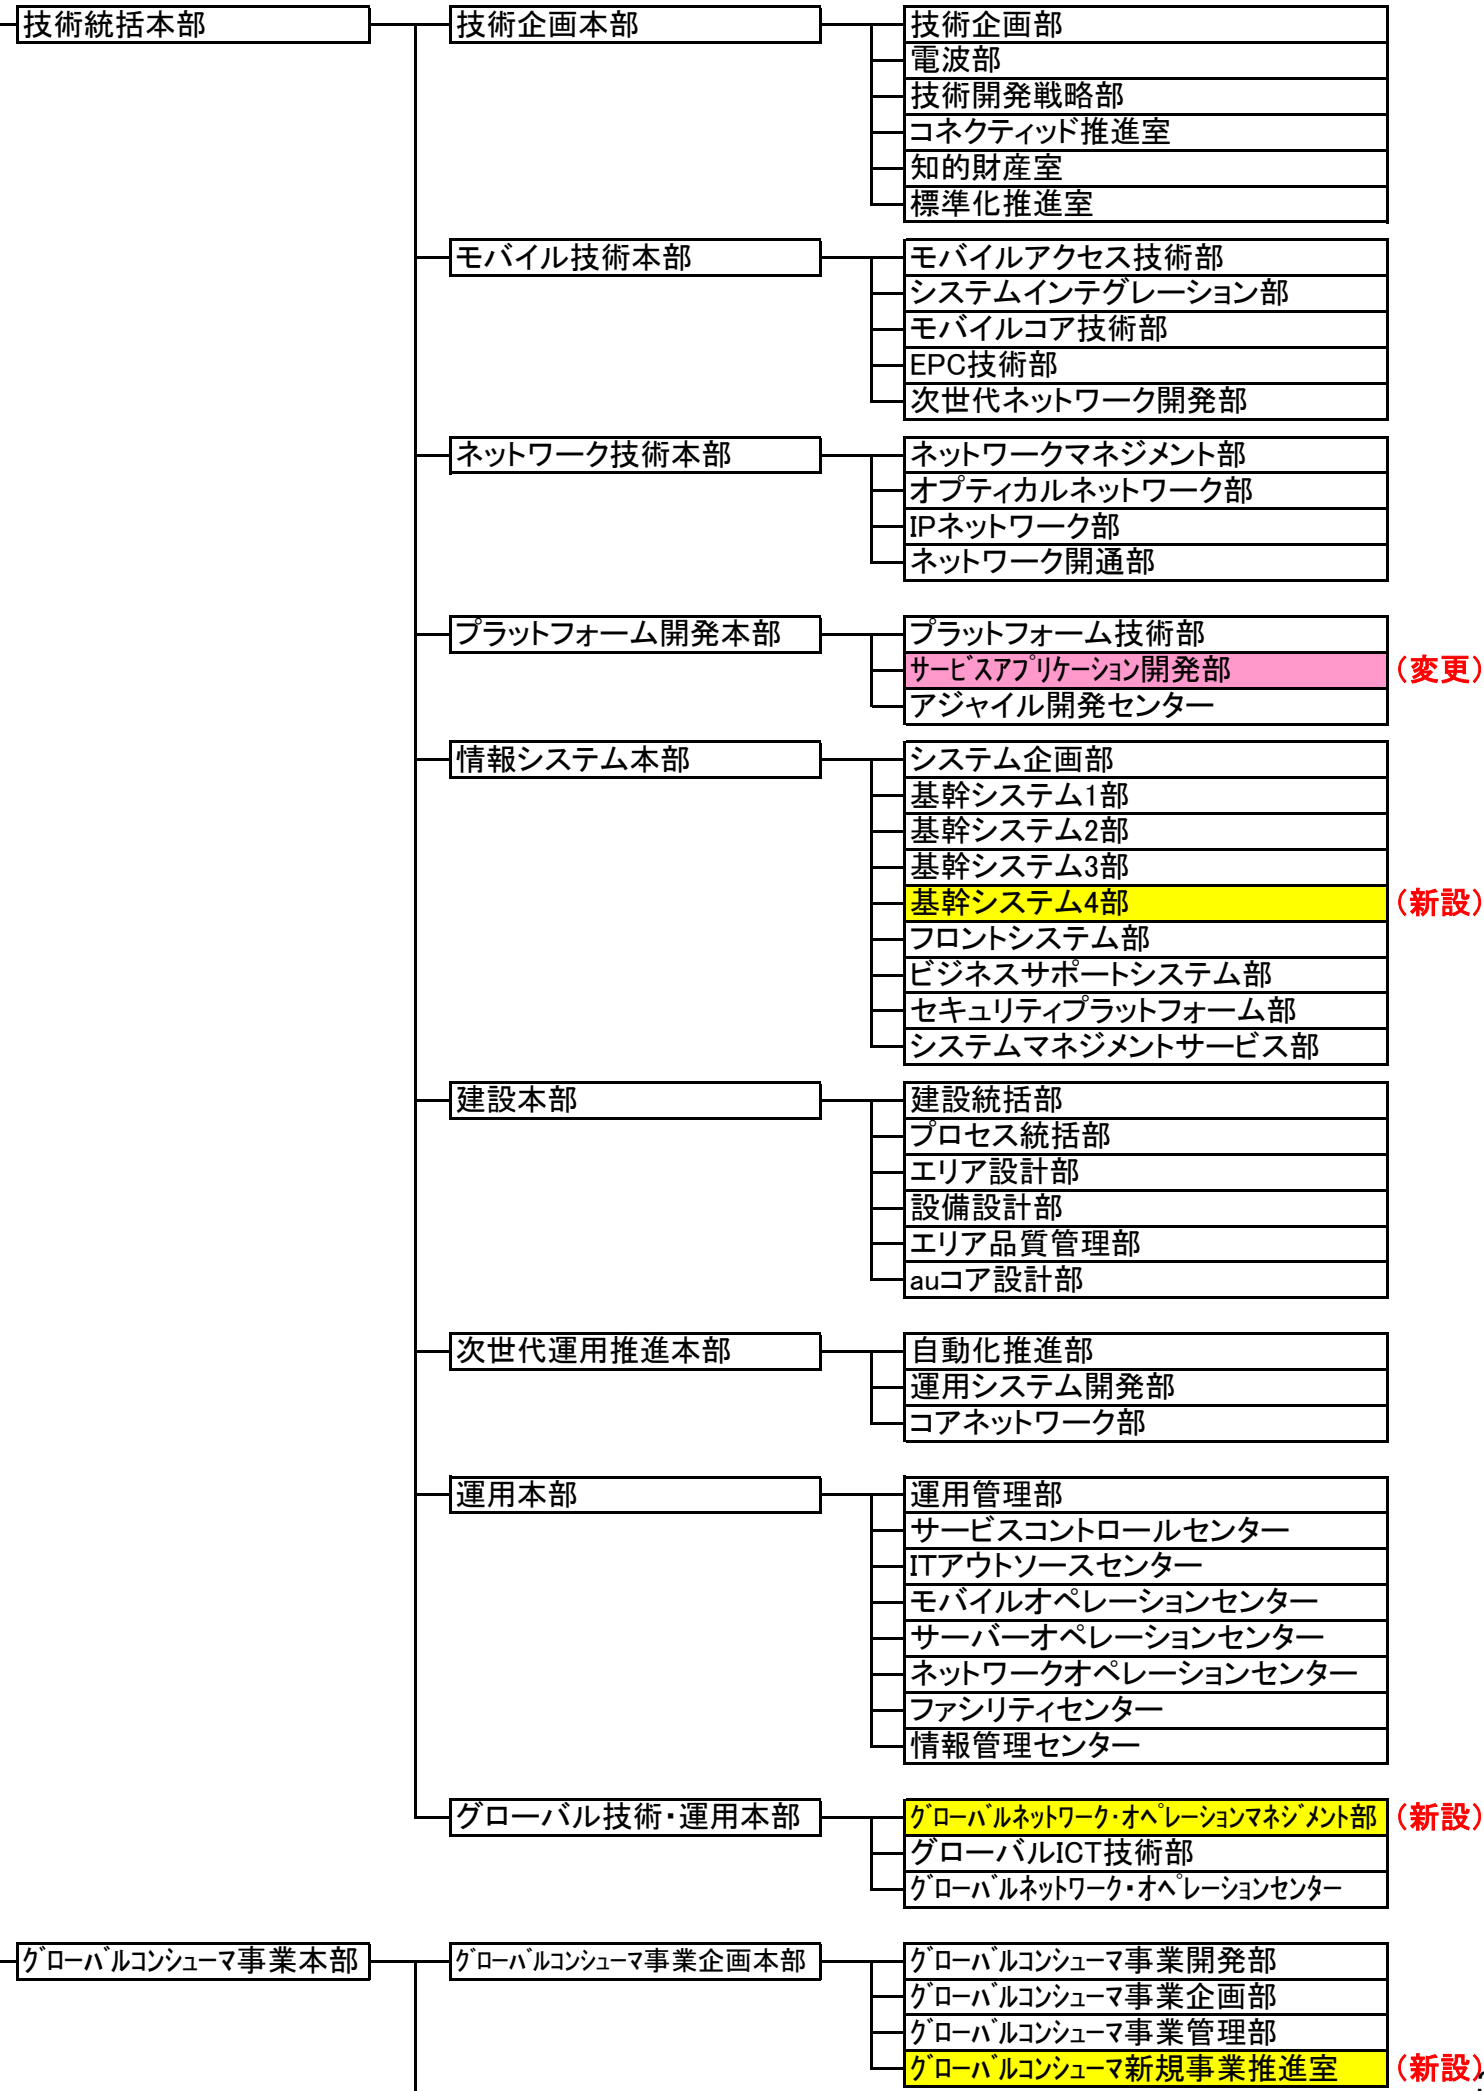 技術統括本部 技術企画本部 技術企画部
電波部
技術開発戦略部
コネクティッド推進室
知的財産室
標準化推進室
モバイル技術本部 モバイルアクセス技術部
システムインテグレーション部
モバイルコア技術部
EPC技術部
次世代ネットワーク開発部
ネットワーク技術本部 ネットワークマネジメント部
オプティカルネットワーク部
IPネットワーク部
ネットワーク開通部
プラットフォーム開発本部 プラットフォーム技術部
ｻｰﾋﾞｽｱﾌﾟﾘｹｰｼｮﾝ開発部 （変更）
アジャイル開発センター
情報システム本部 システム企画部
基幹システム1部
基幹システム2部
基幹システム3部
基幹システム4部 （新設）
フロントシステム部
ビジネスサポートシステム部
セキュリティプラットフォーム部
システムマネジメントサービス部
建設本部 建設統括部
プロセス統括部
エリア設計部
設備設計部
エリア品質管理部
auコア設計部
次世代運用推進本部 自動化推進部
運用システム開発部
コアネットワーク部
運用本部 運用管理部
サービスコントロールセンター
ITアウトソースセンター
モバイルオペレーションセンター
サーバーオペレーションセンター
ネットワークオペレーションセンター
ファシリティセンター
情報管理センター
グローバル技術・運用本部 ｸﾞﾛｰﾊﾞﾙﾈｯﾄﾜｰｸ･ｵﾍﾟﾚｰｼｮﾝﾏﾈｼﾞﾒﾝﾄ部 （新設）
グローバルICT技術部
ｸﾞﾛｰﾊﾞﾙﾈｯﾄﾜｰｸ･ｵﾍﾟﾚｰｼｮﾝｾﾝﾀｰ
ｸﾞﾛｰﾊﾞﾙｺﾝｼｭｰﾏ事業本部 ｸﾞﾛｰﾊﾞﾙｺﾝｼｭｰﾏ事業企画本部 ｸﾞﾛｰﾊﾞﾙｺﾝｼｭｰﾏ事業開発部
ｸﾞﾛｰﾊﾞﾙｺﾝｼｭｰﾏ事業企画部
ｸﾞﾛｰﾊﾞﾙｺﾝｼｭｰﾏ事業管理部
ｸﾞﾛｰﾊﾞﾙｺﾝｼｭｰﾏ新規事業推進室 （新設）